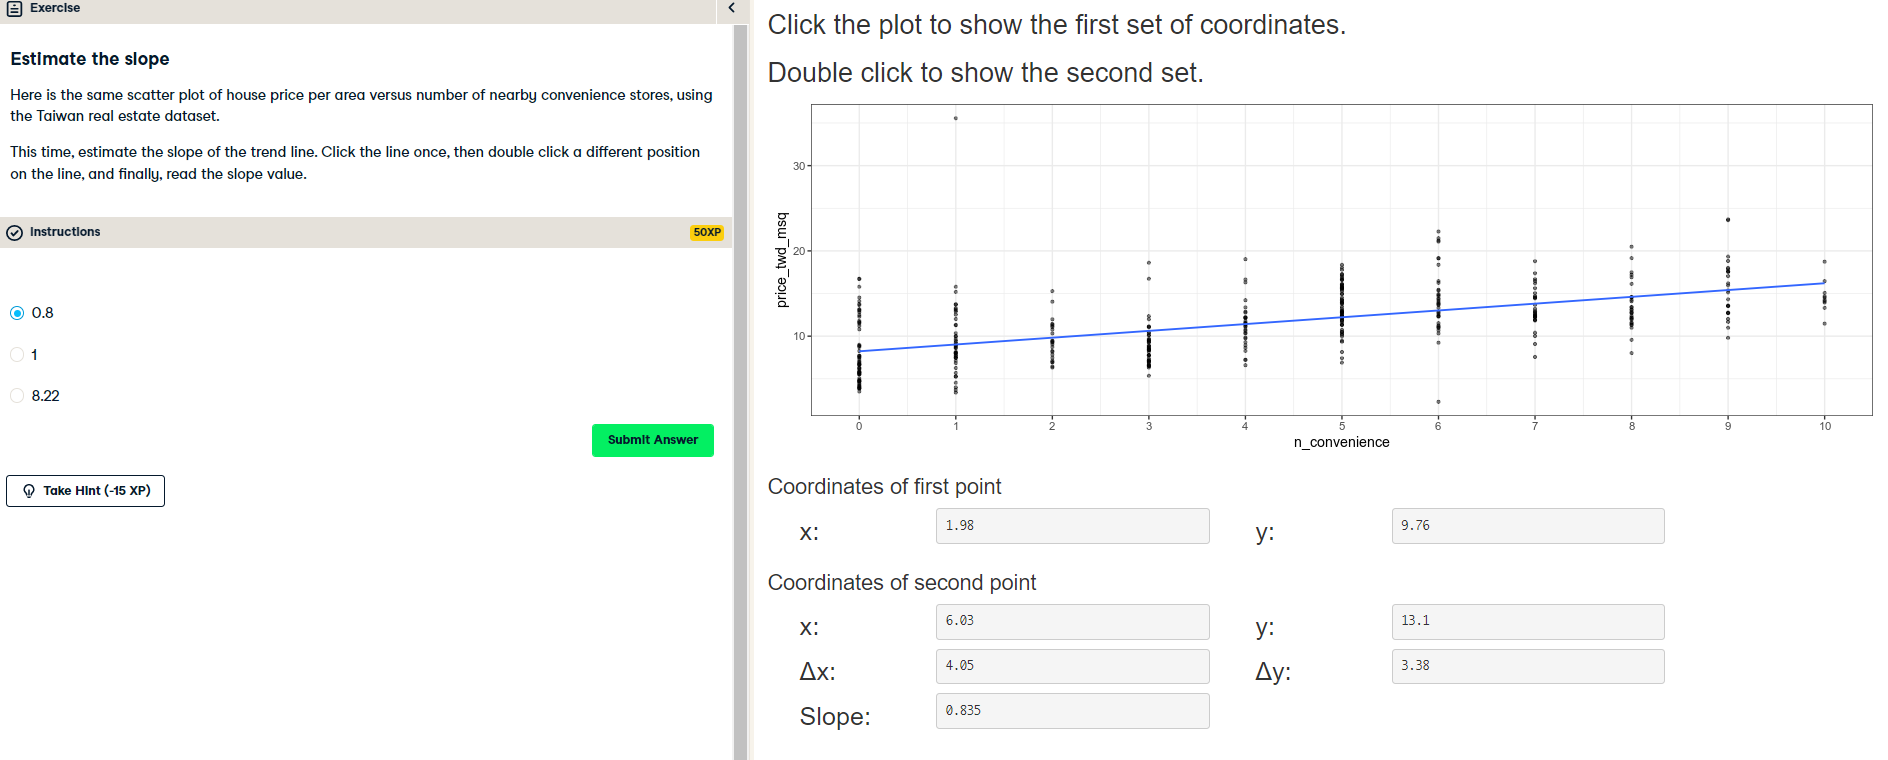 Exercise
Estimate the slope
Here is the same scatter plot of house price per area versus number of nearby convenience stores, using
the Taiwan real estate dataset.
This time, estimate the slope of the trend line. Click the line once, then double click a different position
on the line, and finally, read the slope value.
Instructions
50XP
0.8
1
8.22
Submit Answer
Take Hint (-15 XP)
Click the plot to show the first set of coordinates.
Double click to show the second set.
price_twd_msq
30
20
10
0 1 2 3 4 5 6 7 8 9 10
n_convenience
Coordinates of first point
x: 1.98 y: 9.76
Coordinates of second point
x: 6.03 y: 13.1
Δx: 4.05 Δy: 3.38
Slope: 0.835